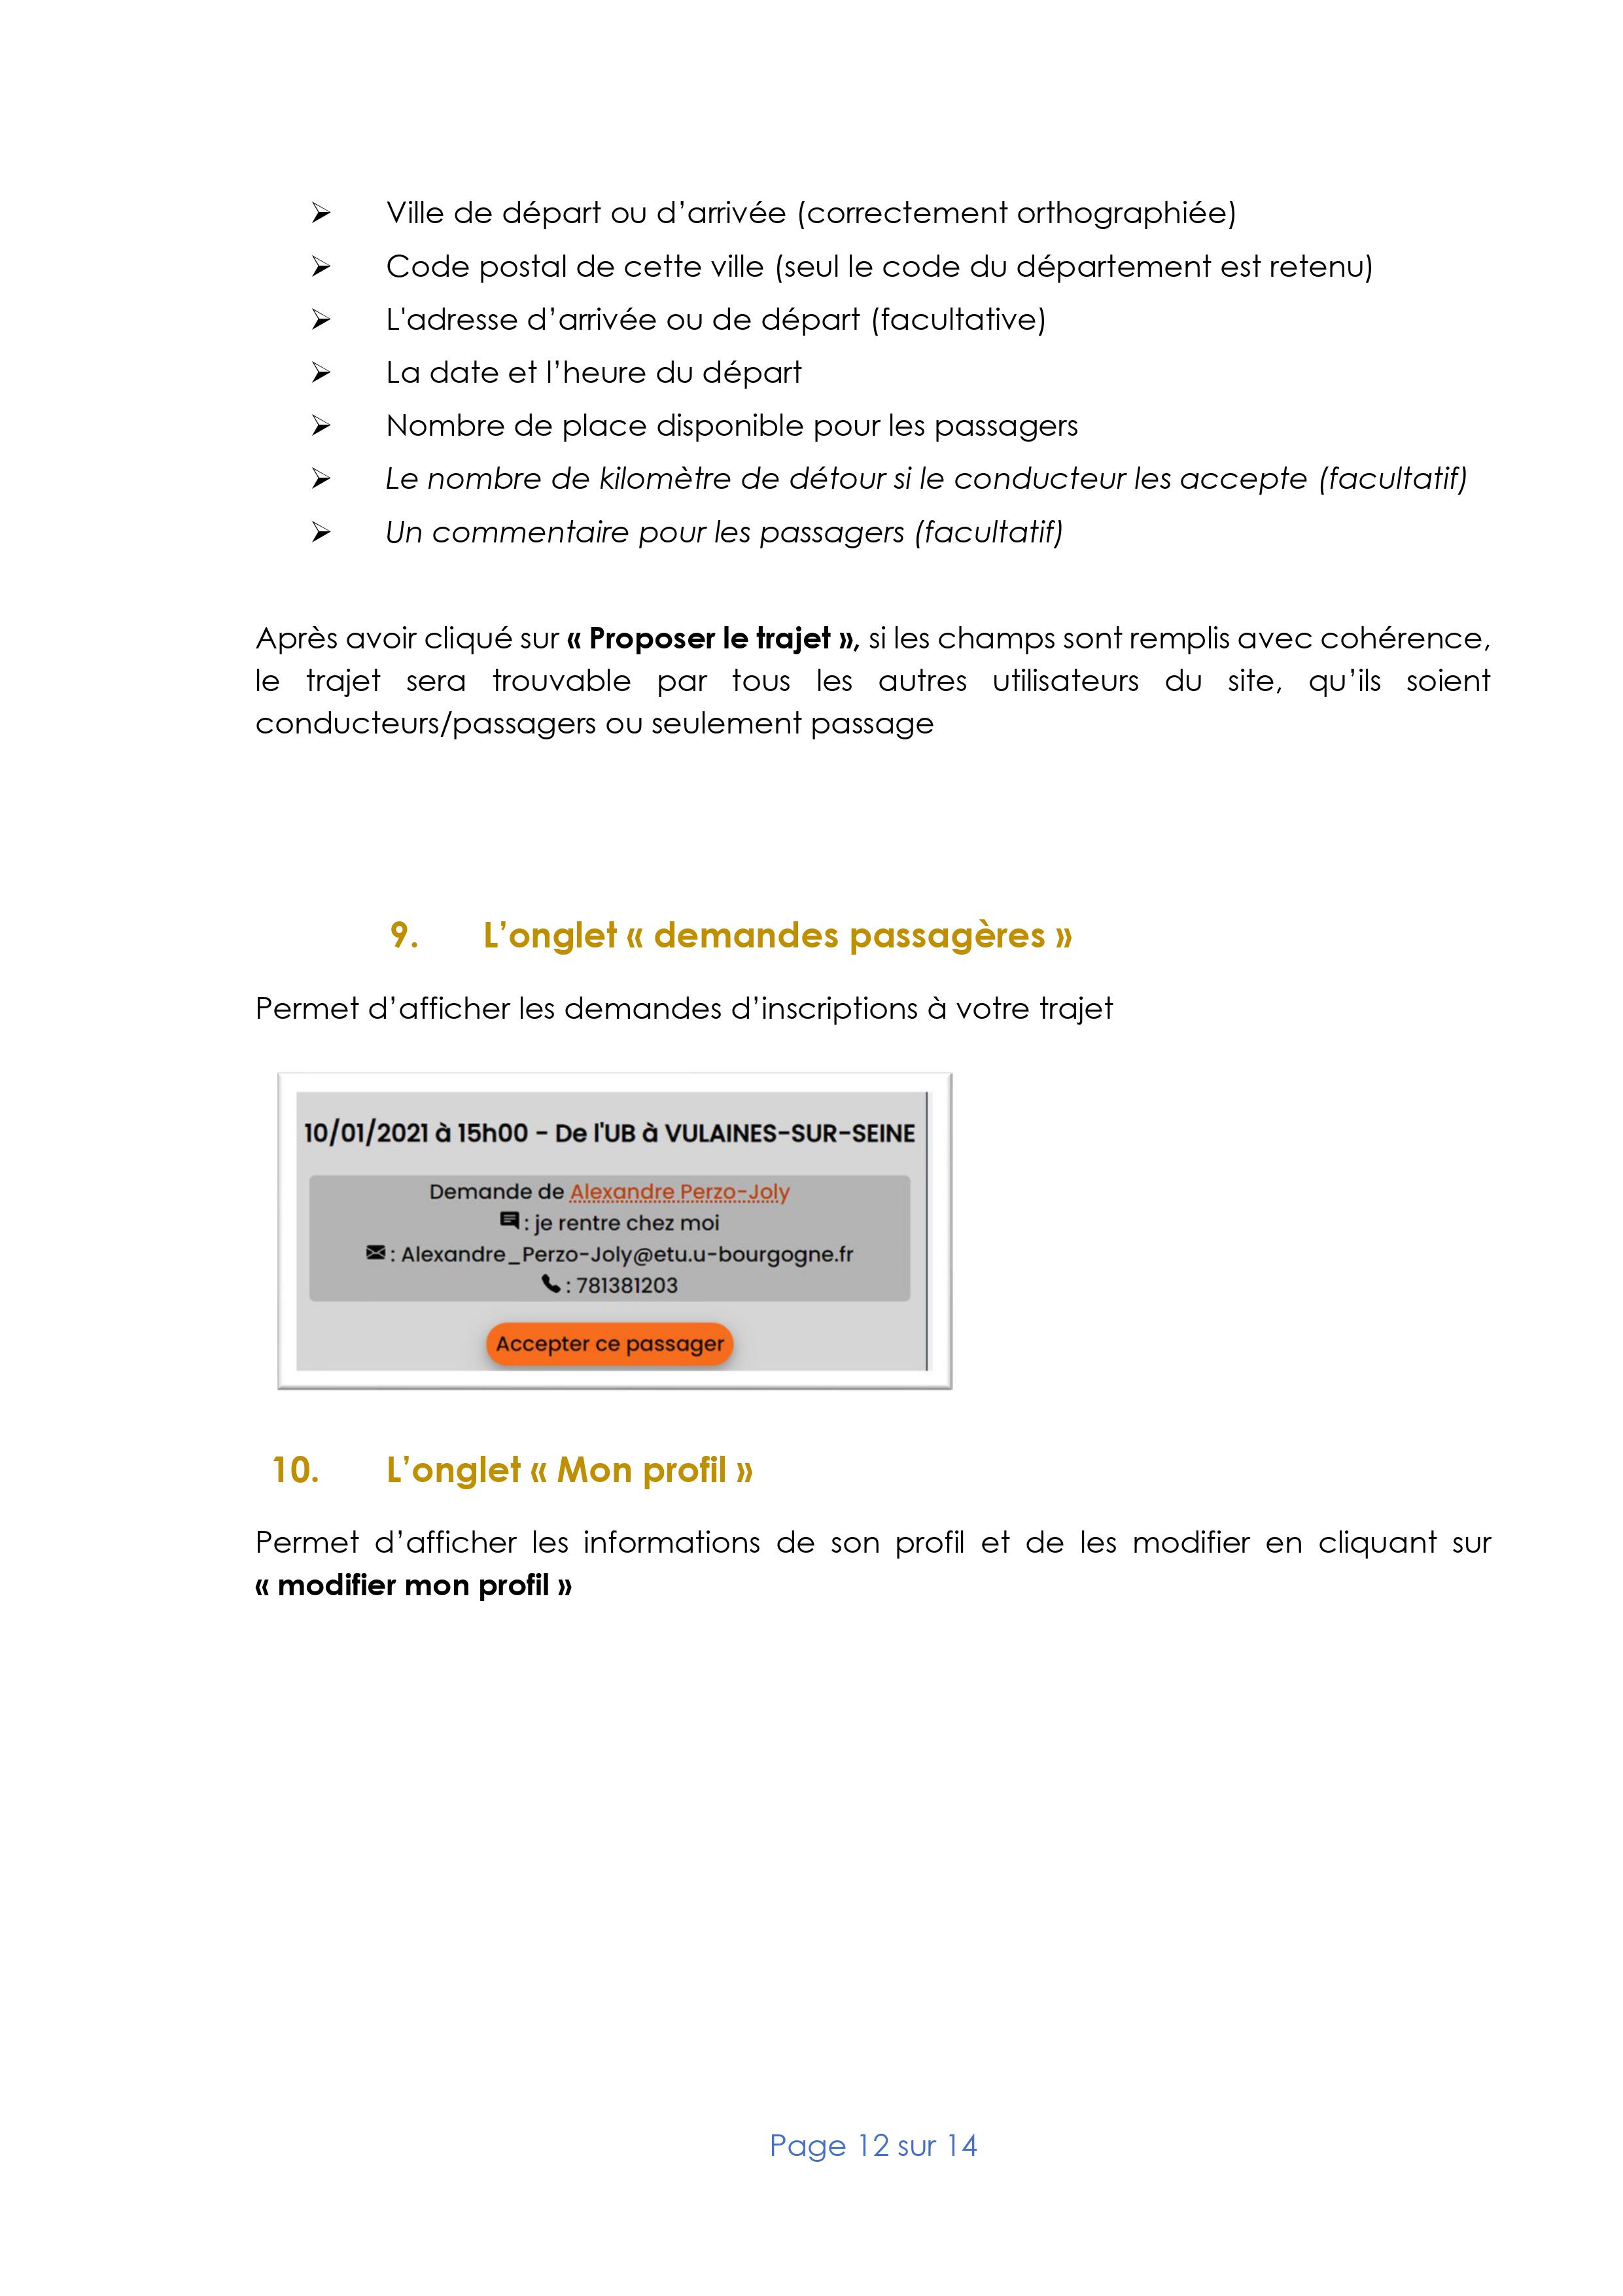 Ville de départ ou d’arrivée (correctement orthographiée)
Code postal de cette ville (seul le code du département est retenu)
L'adresse d’arrivée ou de départ (facultative)
La date et l’heure du départ
Nombre de place disponible pour les passagers
Le nombre de kilomètre de détour si le conducteur les accepte (facultatif)
Un commentaire pour les passagers (facultatif)
Après avoir cliqué sur « Proposer le trajet », si les champs sont remplis avec cohérence,
le trajet sera trouvable par tous les autres utilisateurs du site, qu’ils soient
conducteurs/passagers ou seulement passage
9. L’onglet « demandes passagères »
Permet d’afficher les demandes d’inscriptions à votre trajet
10/01/2021 à 15h00 - De l'UB à VULAINES-SUR-SEINE
Demande de Alexandre Perzo-Joly
: je rentre chez moi
: Alexandre_Perzo-Joly@etu.u-bourgogne.fr
: 781381203
Accepter ce passager
10. L’onglet « Mon profil »
Permet d’afficher les informations de son profil et de les modifier en cliquant sur
« modifier mon profil »
Page 12 sur 14